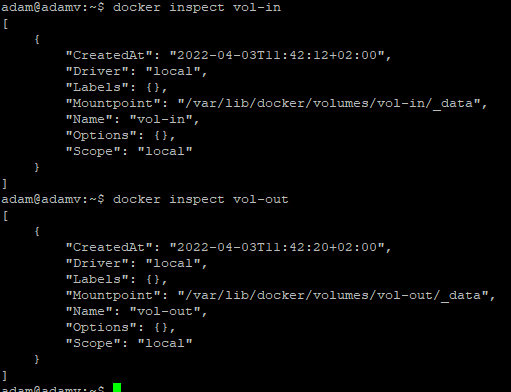 adam@adamv:~$ docker inspect vol-in
[
    {
        "CreatedAt": "2022-04-03T11:42:12+02:00",
        "Driver": "local",
        "Labels": {},
        "Mountpoint": "/var/lib/docker/volumes/vol-in/_data",
        "Name": "vol-in",
        "Options": {},
        "Scope": "local"
    }
]
adam@adamv:~$ docker inspect vol-out
[
    {
        "CreatedAt": "2022-04-03T11:42:20+02:00",
        "Driver": "local",
        "Labels": {},
        "Mountpoint": "/var/lib/docker/volumes/vol-out/_data",
        "Name": "vol-out",
        "Options": {},
        "Scope": "local"
    }
]
adam@adamv:~$